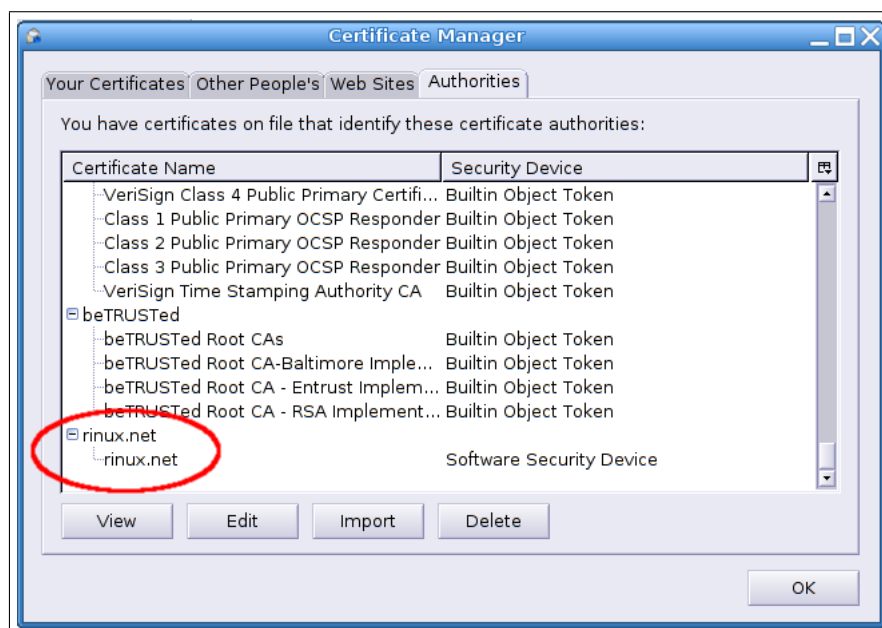 Certificate Manager
Your Certificates Other People's Web Sites Authorities
You have certificates on file that identify these certificate authorities:
Certificate Name Security Device
VeriSign Class 4 Public Primary Certifi... Builtin Object Token
Class 1 Public Primary OCSP Responder Builtin Object Token
Class 2 Public Primary OCSP Responder Builtin Object Token
Class 3 Public Primary OCSP Responder Builtin Object Token
VeriSign Time Stamping Authority CA Builtin Object Token
beTRUSTed
beTRUSTed Root CAs Builtin Object Token
beTRUSTed Root CA-Baltimore Imple... Builtin Object Token
beTRUSTed Root CA - Entrust Implem... Builtin Object Token
beTRUSTed Root CA - RSA Implement... Builtin Object Token
rinux.net
rinux.net Software Security Device
View Edit Import Delete
OK